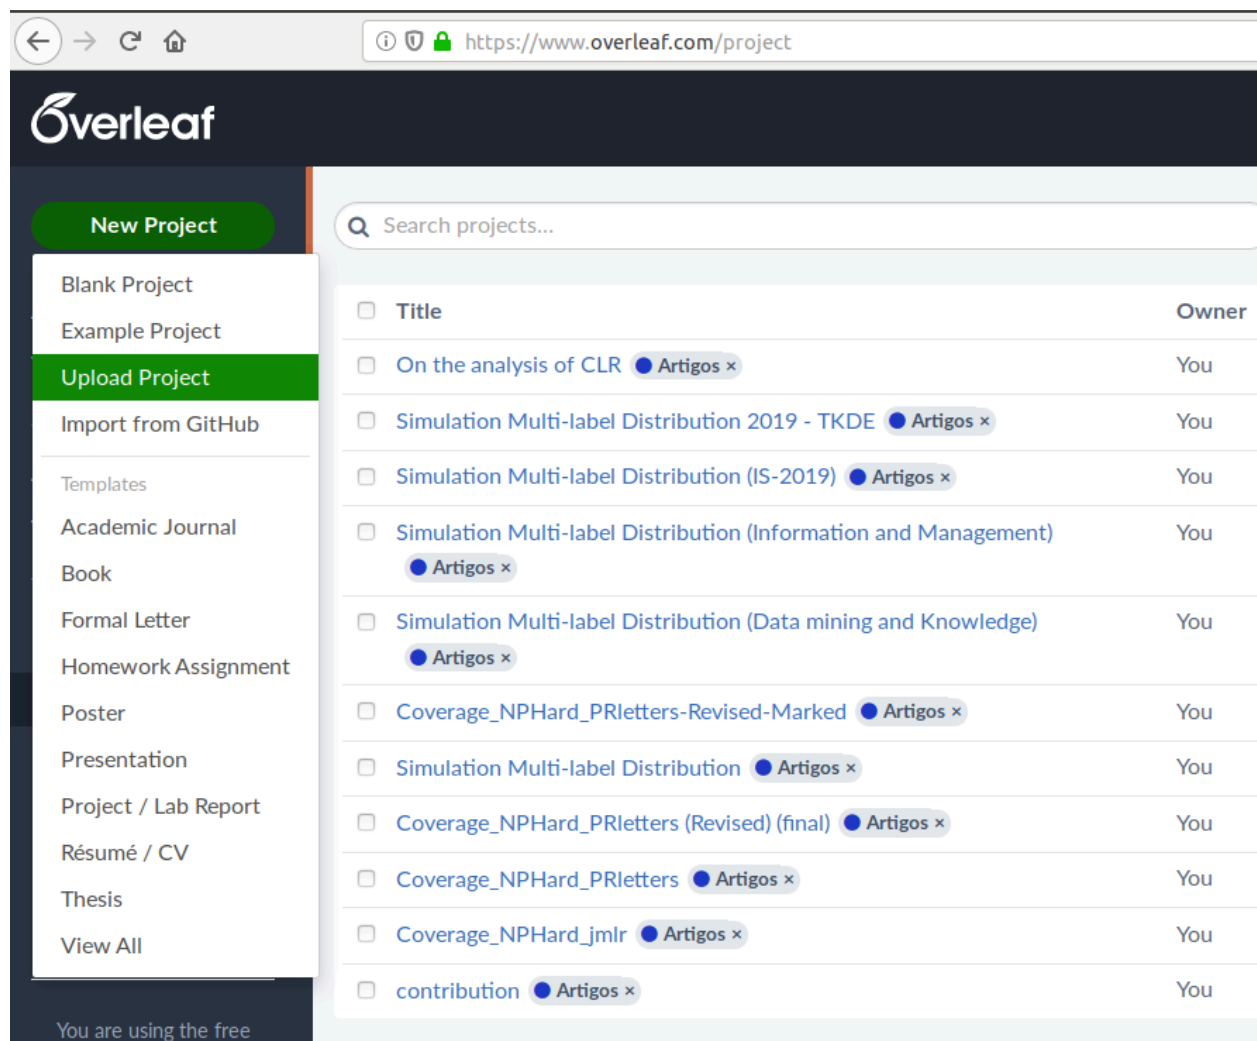 https://www.overleaf.com/project
Overleaf
New Project
Search projects...
Blank Project
Example Project
Upload Project
Import from GitHub
Templates
Academic Journal
Book
Formal Letter
Homework Assignment
Poster
Presentation
Project / Lab Report
Résumé / CV
Thesis
View All
You are using the free
Title Owner
On the analysis of CLR Artigos × You
Simulation Multi-label Distribution 2019 - TKDE Artigos × You
Simulation Multi-label Distribution (IS-2019) Artigos × You
Simulation Multi-label Distribution (Information and Management) You
Artigos ×
Simulation Multi-label Distribution (Data mining and Knowledge) You
Artigos ×
Coverage_NPHard_PRletters-Revised-Marked Artigos × You
Simulation Multi-label Distribution Artigos × You
Coverage_NPHard_PRletters (Revised) (final) Artigos × You
Coverage_NPHard_PRletters Artigos × You
Coverage_NPHard_jmlr Artigos × You
contribution Artigos × You